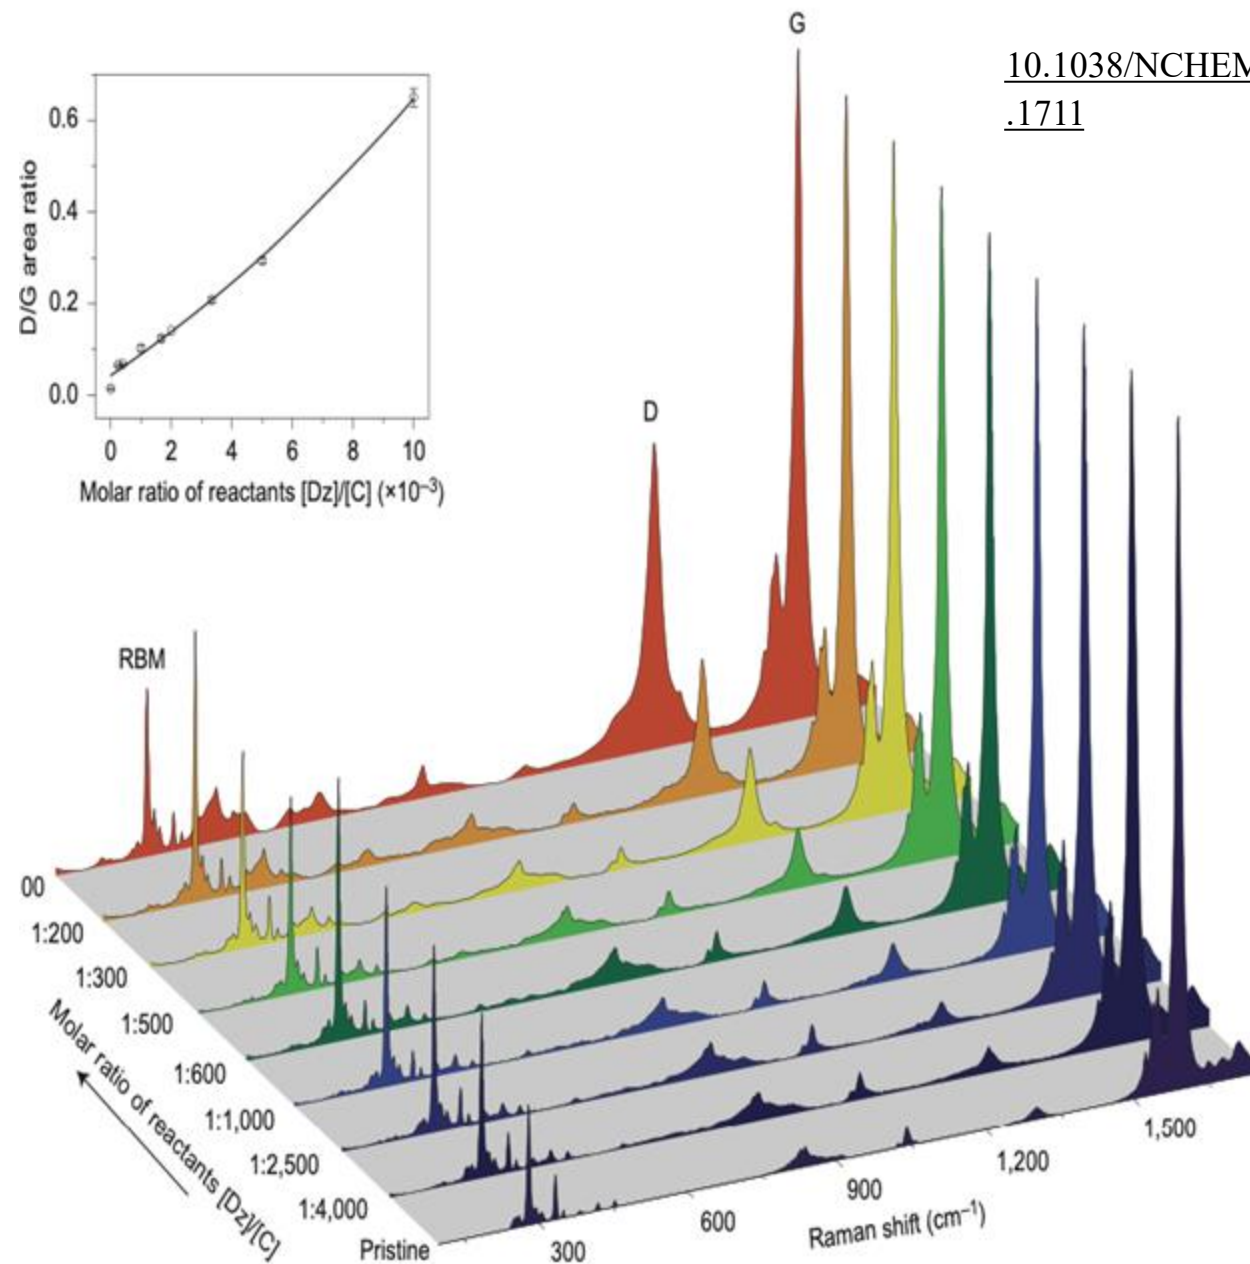 G
10.1038/NCHEM
.1711
0.6
0.4
0.2
0.0
D/G area ratio
0 2 4 6 8 10
Molar ratio of reactants [Dz]/[C] (×10⁻³)
D
RBM
00
1:200
1:300
1:500
1:600
1:1,000
1:2,500
1:4,000
Pristine
Molar ratio of reactants [Dz]/[C]
300 600 900 1,200 1,500
Raman shift (cm⁻¹)